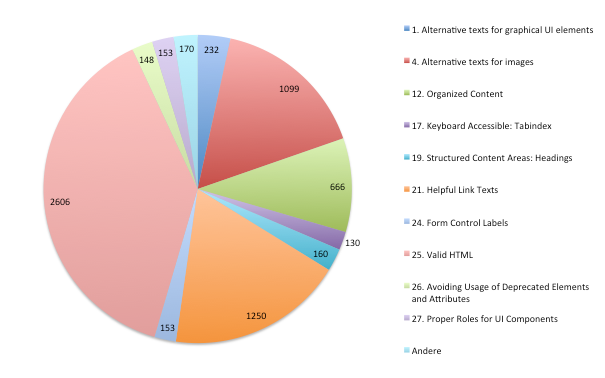 232
1099
666
130
160
1250
153
2606
148
153
170
1. Alternative texts for graphical UI elements
4. Alternative texts for images
12. Organized Content
17. Keyboard Accessible: Tabindex
19. Structured Content Areas: Headings
21. Helpful Link Texts
24. Form Control Labels
25. Valid HTML
26. Avoiding Usage of Deprecated Elements
and Attributes
27. Proper Roles for UI Components
Andere